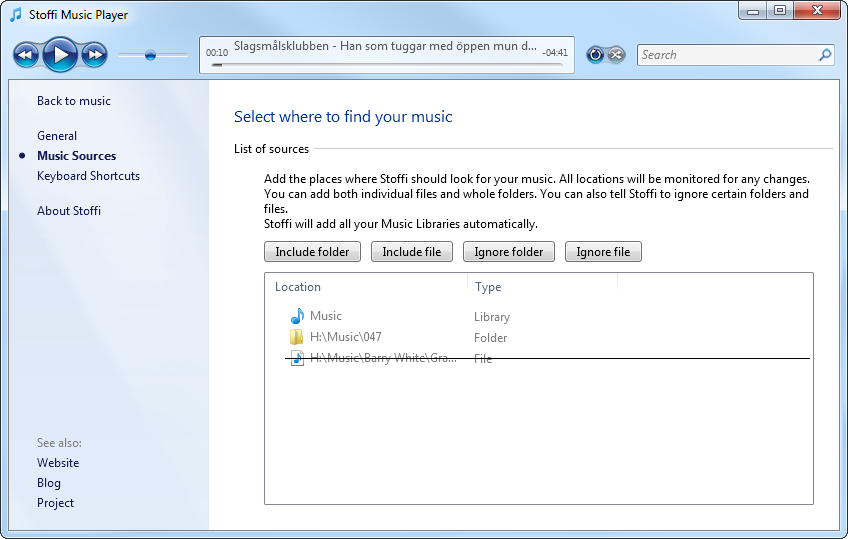 Stoffi Music Player
00:10 Slagsmålsklubben - Han som tuggar med öppen mun d... -04:41
Search
Back to music
General
Music Sources
Keyboard Shortcuts
About Stoffi
See also:
Website
Blog
Project
Select where to find your music
List of sources
Add the places where Stoffi should look for your music. All locations will be monitored for any changes.
You can add both individual files and whole folders. You can also tell Stoffi to ignore certain folders and
files.
Stoffi will add all your Music Libraries automatically.
Include folder Include file Ignore folder Ignore file
Location Type
Music Library
H:\Music\047 Folder
H:\Music\Barry White\Gra... File